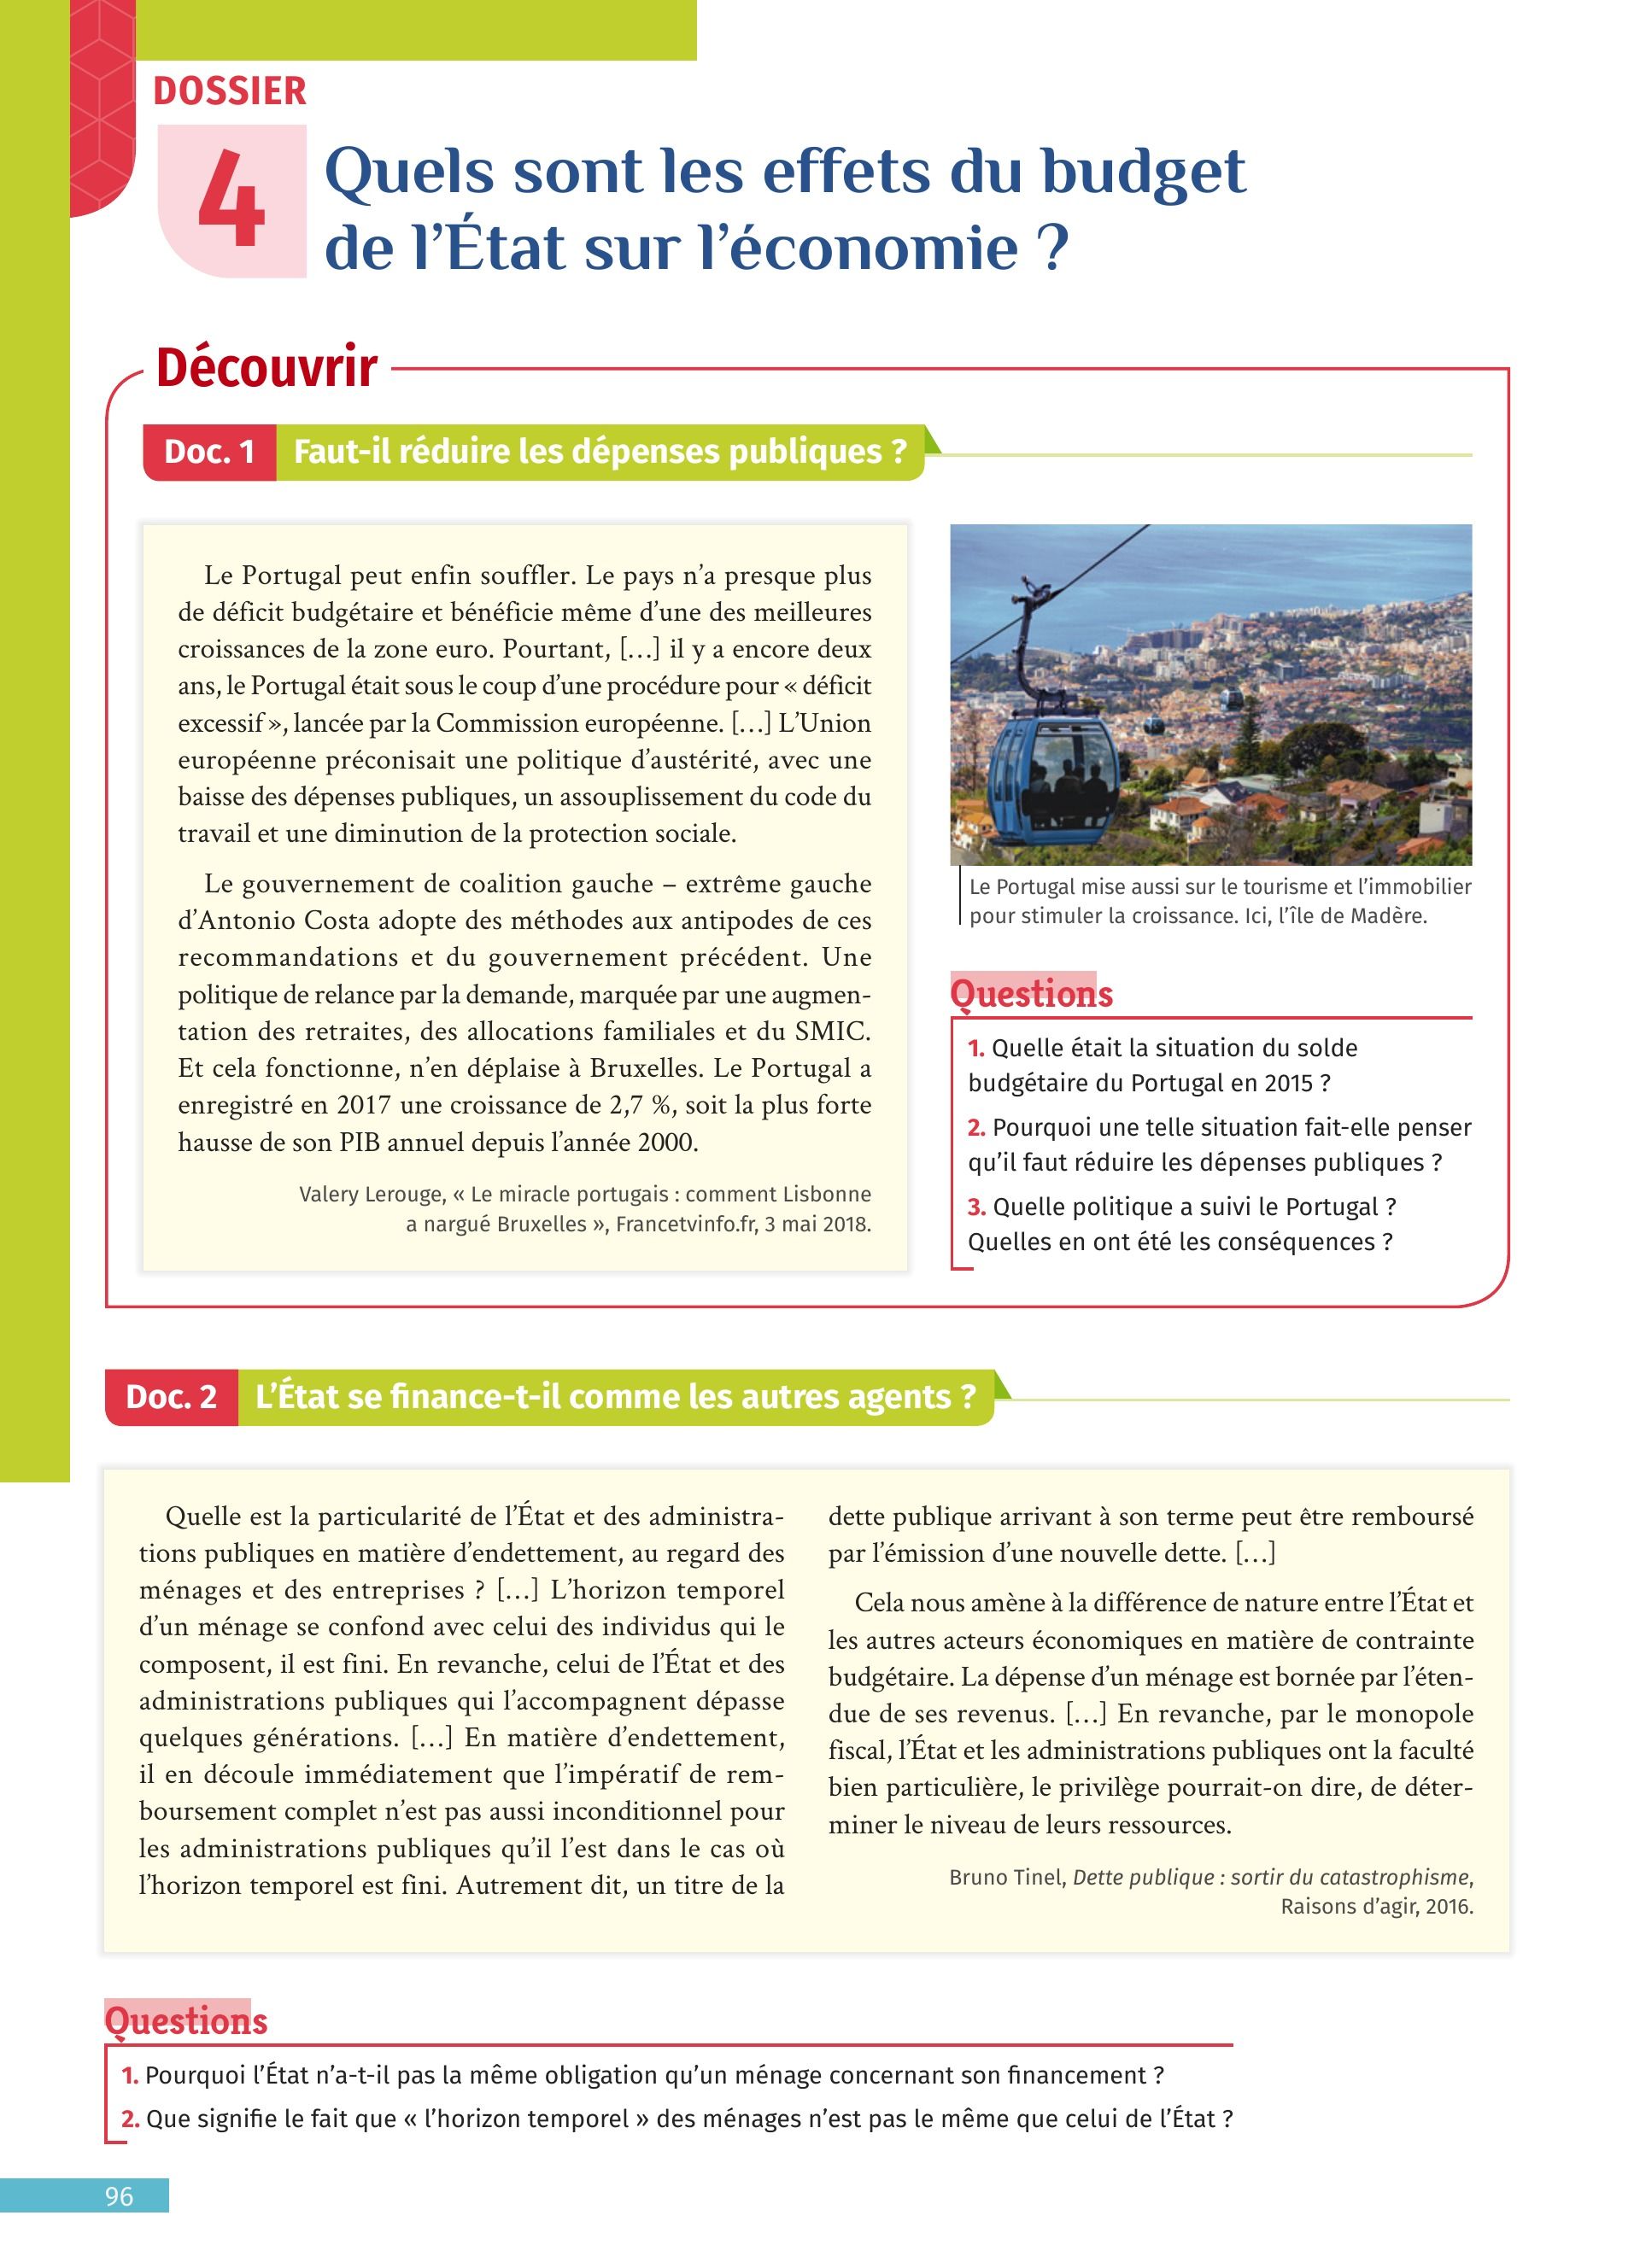 DOSSIER
4
Quels sont les effets du budget
de l'État sur l'économie ?
Découvrir
Doc. 1 Faut-il réduire les dépenses publiques ?
Le Portugal peut enfin souffler. Le pays n'a presque plus
de déficit budgétaire et bénéficie même d'une des meilleures
croissances de la zone euro. Pourtant, […] il y a encore deux
ans, le Portugal était sous le coup d'une procédure pour « déficit
excessif », lancée par la Commission européenne. […] L'Union
européenne préconisait une politique d'austérité, avec une
baisse des dépenses publiques, un assouplissement du code du
travail et une diminution de la protection sociale.
Le gouvernement de coalition gauche – extrême gauche
d'Antonio Costa adopte des méthodes aux antipodes de ces
recommandations et du gouvernement précédent. Une
politique de relance par la demande, marquée par une augmen-
tation des retraites, des allocations familiales et du SMIC.
Et cela fonctionne, n'en déplaise à Bruxelles. Le Portugal a
enregistré en 2017 une croissance de 2,7 %, soit la plus forte
hausse de son PIB annuel depuis l'année 2000.
Valery Lerouge, « Le miracle portugais : comment Lisbonne
a nargué Bruxelles », Francetvinfo.fr, 3 mai 2018.
Le Portugal mise aussi sur le tourisme et l'immobilier
pour stimuler la croissance. Ici, l'île de Madère.
Questions
1. Quelle était la situation du solde
budgétaire du Portugal en 2015 ?
2. Pourquoi une telle situation fait-elle penser
qu'il faut réduire les dépenses publiques ?
3. Quelle politique a suivi le Portugal ?
Quelles en ont été les conséquences ?
Doc. 2 L'État se finance-t-il comme les autres agents ?
Quelle est la particularité de l'État et des administra-
tions publiques en matière d'endettement, au regard des
ménages et des entreprises ? […] L'horizon temporel
d'un ménage se confond avec celui des individus qui le
composent, il est fini. En revanche, celui de l'État et des
administrations publiques qui l'accompagnent dépasse
quelques générations. […] En matière d'endettement,
il en découle immédiatement que l'impératif de rem-
boursement complet n'est pas aussi inconditionnel pour
les administrations publiques qu'il l'est dans le cas où
l'horizon temporel est fini. Autrement dit, un titre de la
dette publique arrivant à son terme peut être remboursé
par l'émission d'une nouvelle dette. […]
Cela nous amène à la différence de nature entre l'État et
les autres acteurs économiques en matière de contrainte
budgétaire. La dépense d'un ménage est bornée par l'éten-
due de ses revenus. […] En revanche, par le monopole
fiscal, l'État et les administrations publiques ont la faculté
bien particulière, le privilège pourrait-on dire, de déter-
miner le niveau de leurs ressources.
Bruno Tinel, Dette publique : sortir du catastrophisme,
Raisons d'agir, 2016.
Questions
1. Pourquoi l'État n'a-t-il pas la même obligation qu'un ménage concernant son financement ?
2. Que signifie le fait que « l'horizon temporel » des ménages n'est pas le même que celui de l'État ?
96